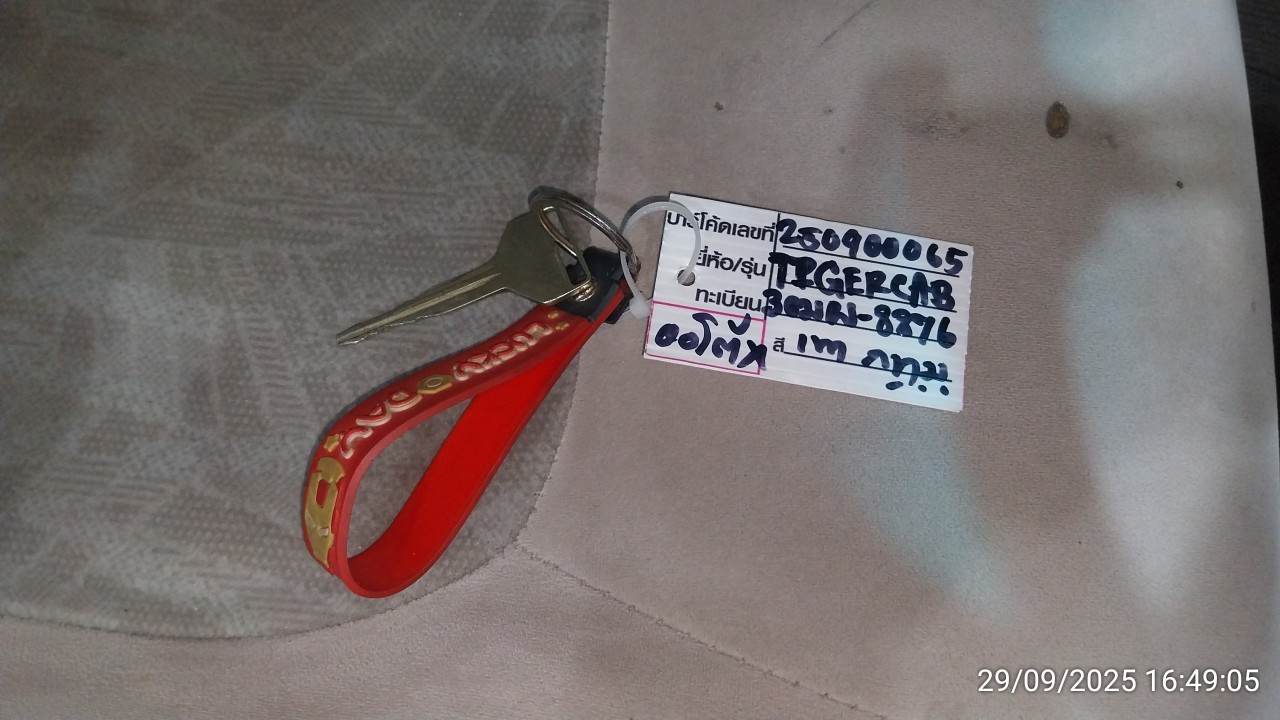 บาร์โค้ดเลขที่ 250900065
ยี่ห้อ/รุ่น TIGERCAB
ทะเบียน 3ฒฒ-8876
ออโต้
สี เทา กทม
29/09/2025 16:49:05